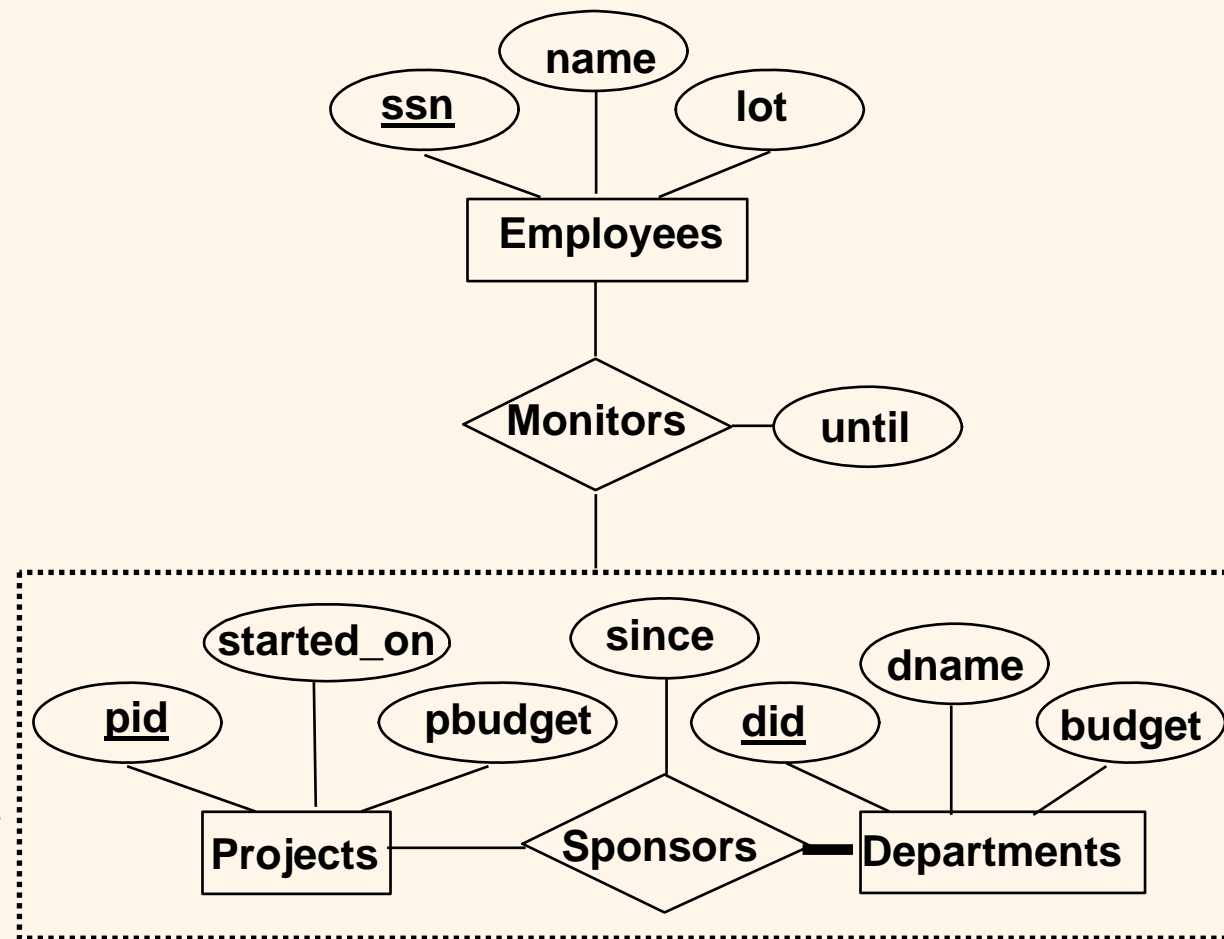 name
ssn
lot
Employees
Monitors
until
since
started_on
dname
pid
pbudget
did
budget
Projects
Sponsors
Departments